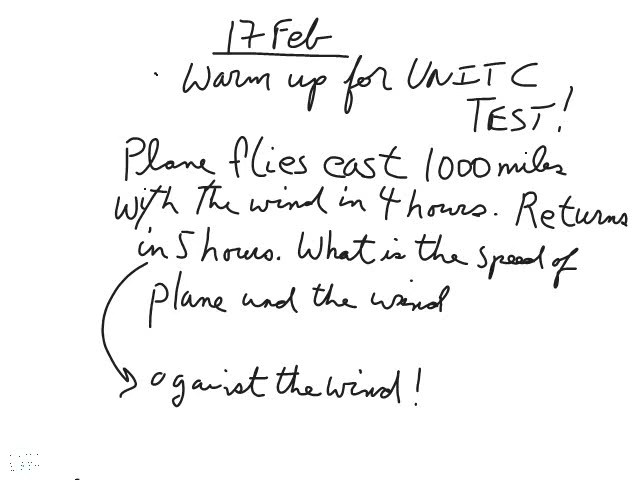 17 Feb
Warm up for UNIT C
TEST!
Plane flies east 1000 miles
with the wind in 4 hours. Returns
in 5 hours. What is the speed of
plane and the wind
against the wind!